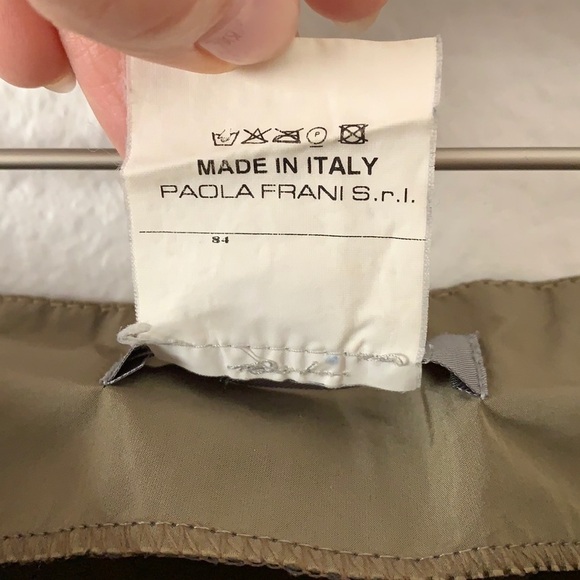 P
MADE IN ITALY
PAOLA FRANI S.r.l.
84